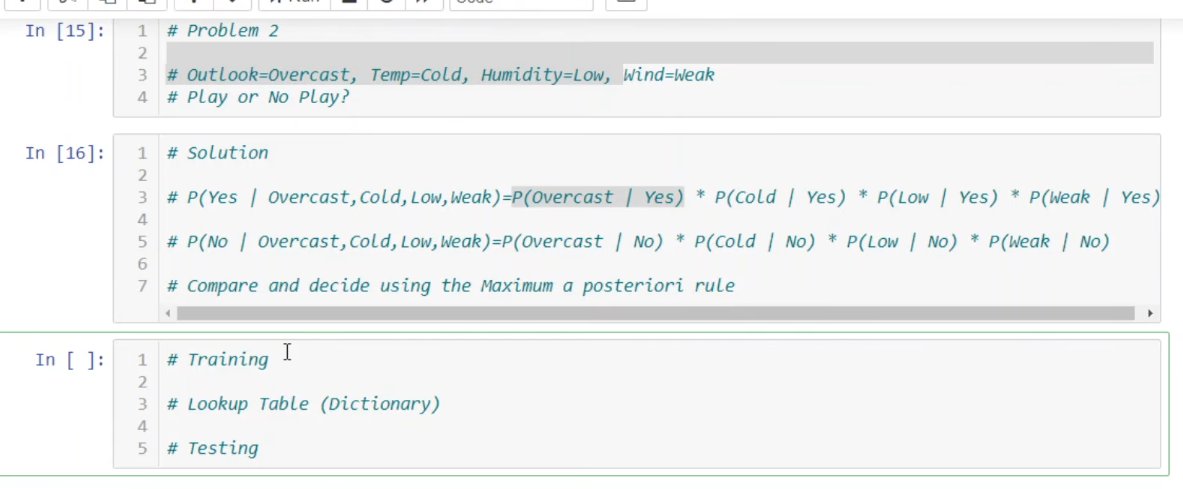 Run
Code
In [15]:
1 # Problem 2
2
3 # Outlook=Overcast, Temp=Cold, Humidity=Low, Wind=Weak
4 # Play or No Play?
In [16]:
1 # Solution
2
3 # P(Yes | Overcast,Cold,Low,Weak)=P(Overcast | Yes) * P(Cold | Yes) * P(Low | Yes) * P(Weak | Yes)
4
5 # P(No | Overcast,Cold,Low,Weak)=P(Overcast | No) * P(Cold | No) * P(Low | No) * P(Weak | No)
6
7 # Compare and decide using the Maximum a posteriori rule
In [ ]:
1 # Training
2
3 # Lookup Table (Dictionary)
4
5 # Testing